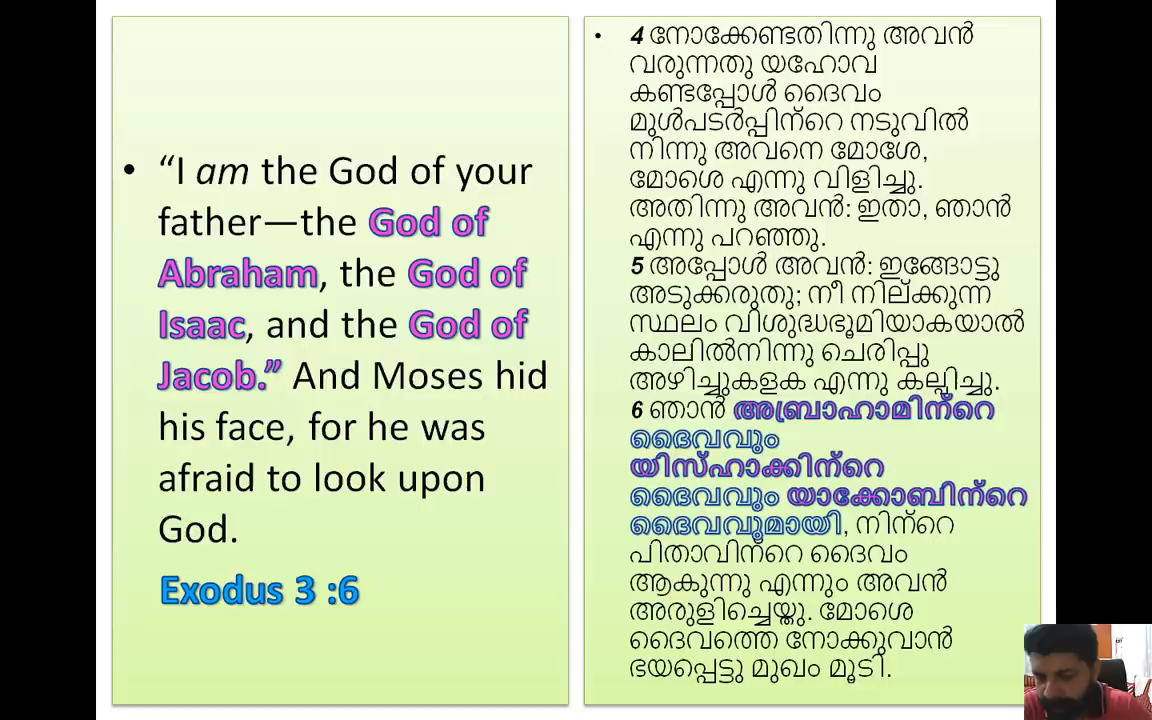 • “I am the God of your
father—the God of
Abraham, the God of
Isaac, and the God of
Jacob.” And Moses hid
his face, for he was
afraid to look upon
God.
Exodus 3 :6
• 4 നോക്കേണ്ടതിന്നു അവൻ
വരുന്നതു യഹോവ
കണ്ടപ്പോൾ ദൈവം
മുൾപടർപ്പിന്റെ നടുവിൽ
നിന്നു അവനെ മോശേ,
മോശെ എന്നു വിളിച്ചു.
അതിന്നു അവൻ: ഇതാ, ഞാൻ
എന്നു പറഞ്ഞു.
5 അപ്പോൾ അവൻ: ഇങ്ങോട്ടു
അടുക്കരുതു; നീ നില്ക്കുന്ന
സ്ഥലം വിശുദ്ധഭൂമിയാകയാൽ
കാലിൽനിന്നു ചെരിപ്പു
അഴിച്ചുകളക എന്നു കല്പിച്ചു.
6 ഞാൻ അബ്രാഹാമിന്റെ
ദൈവവും
യിസ്ഹാക്കിന്റെ
ദൈവവും യാക്കോബിന്റെ
ദൈവവുമായി, നിന്റെ
പിതാവിന്റെ ദൈവം
ആകുന്നു എന്നും അവൻ
അരുളിച്ചെയ്തു. മോശെ
ദൈവത്തെ നോക്കുവാൻ
ഭയപ്പെട്ടു മുഖം മൂടി.